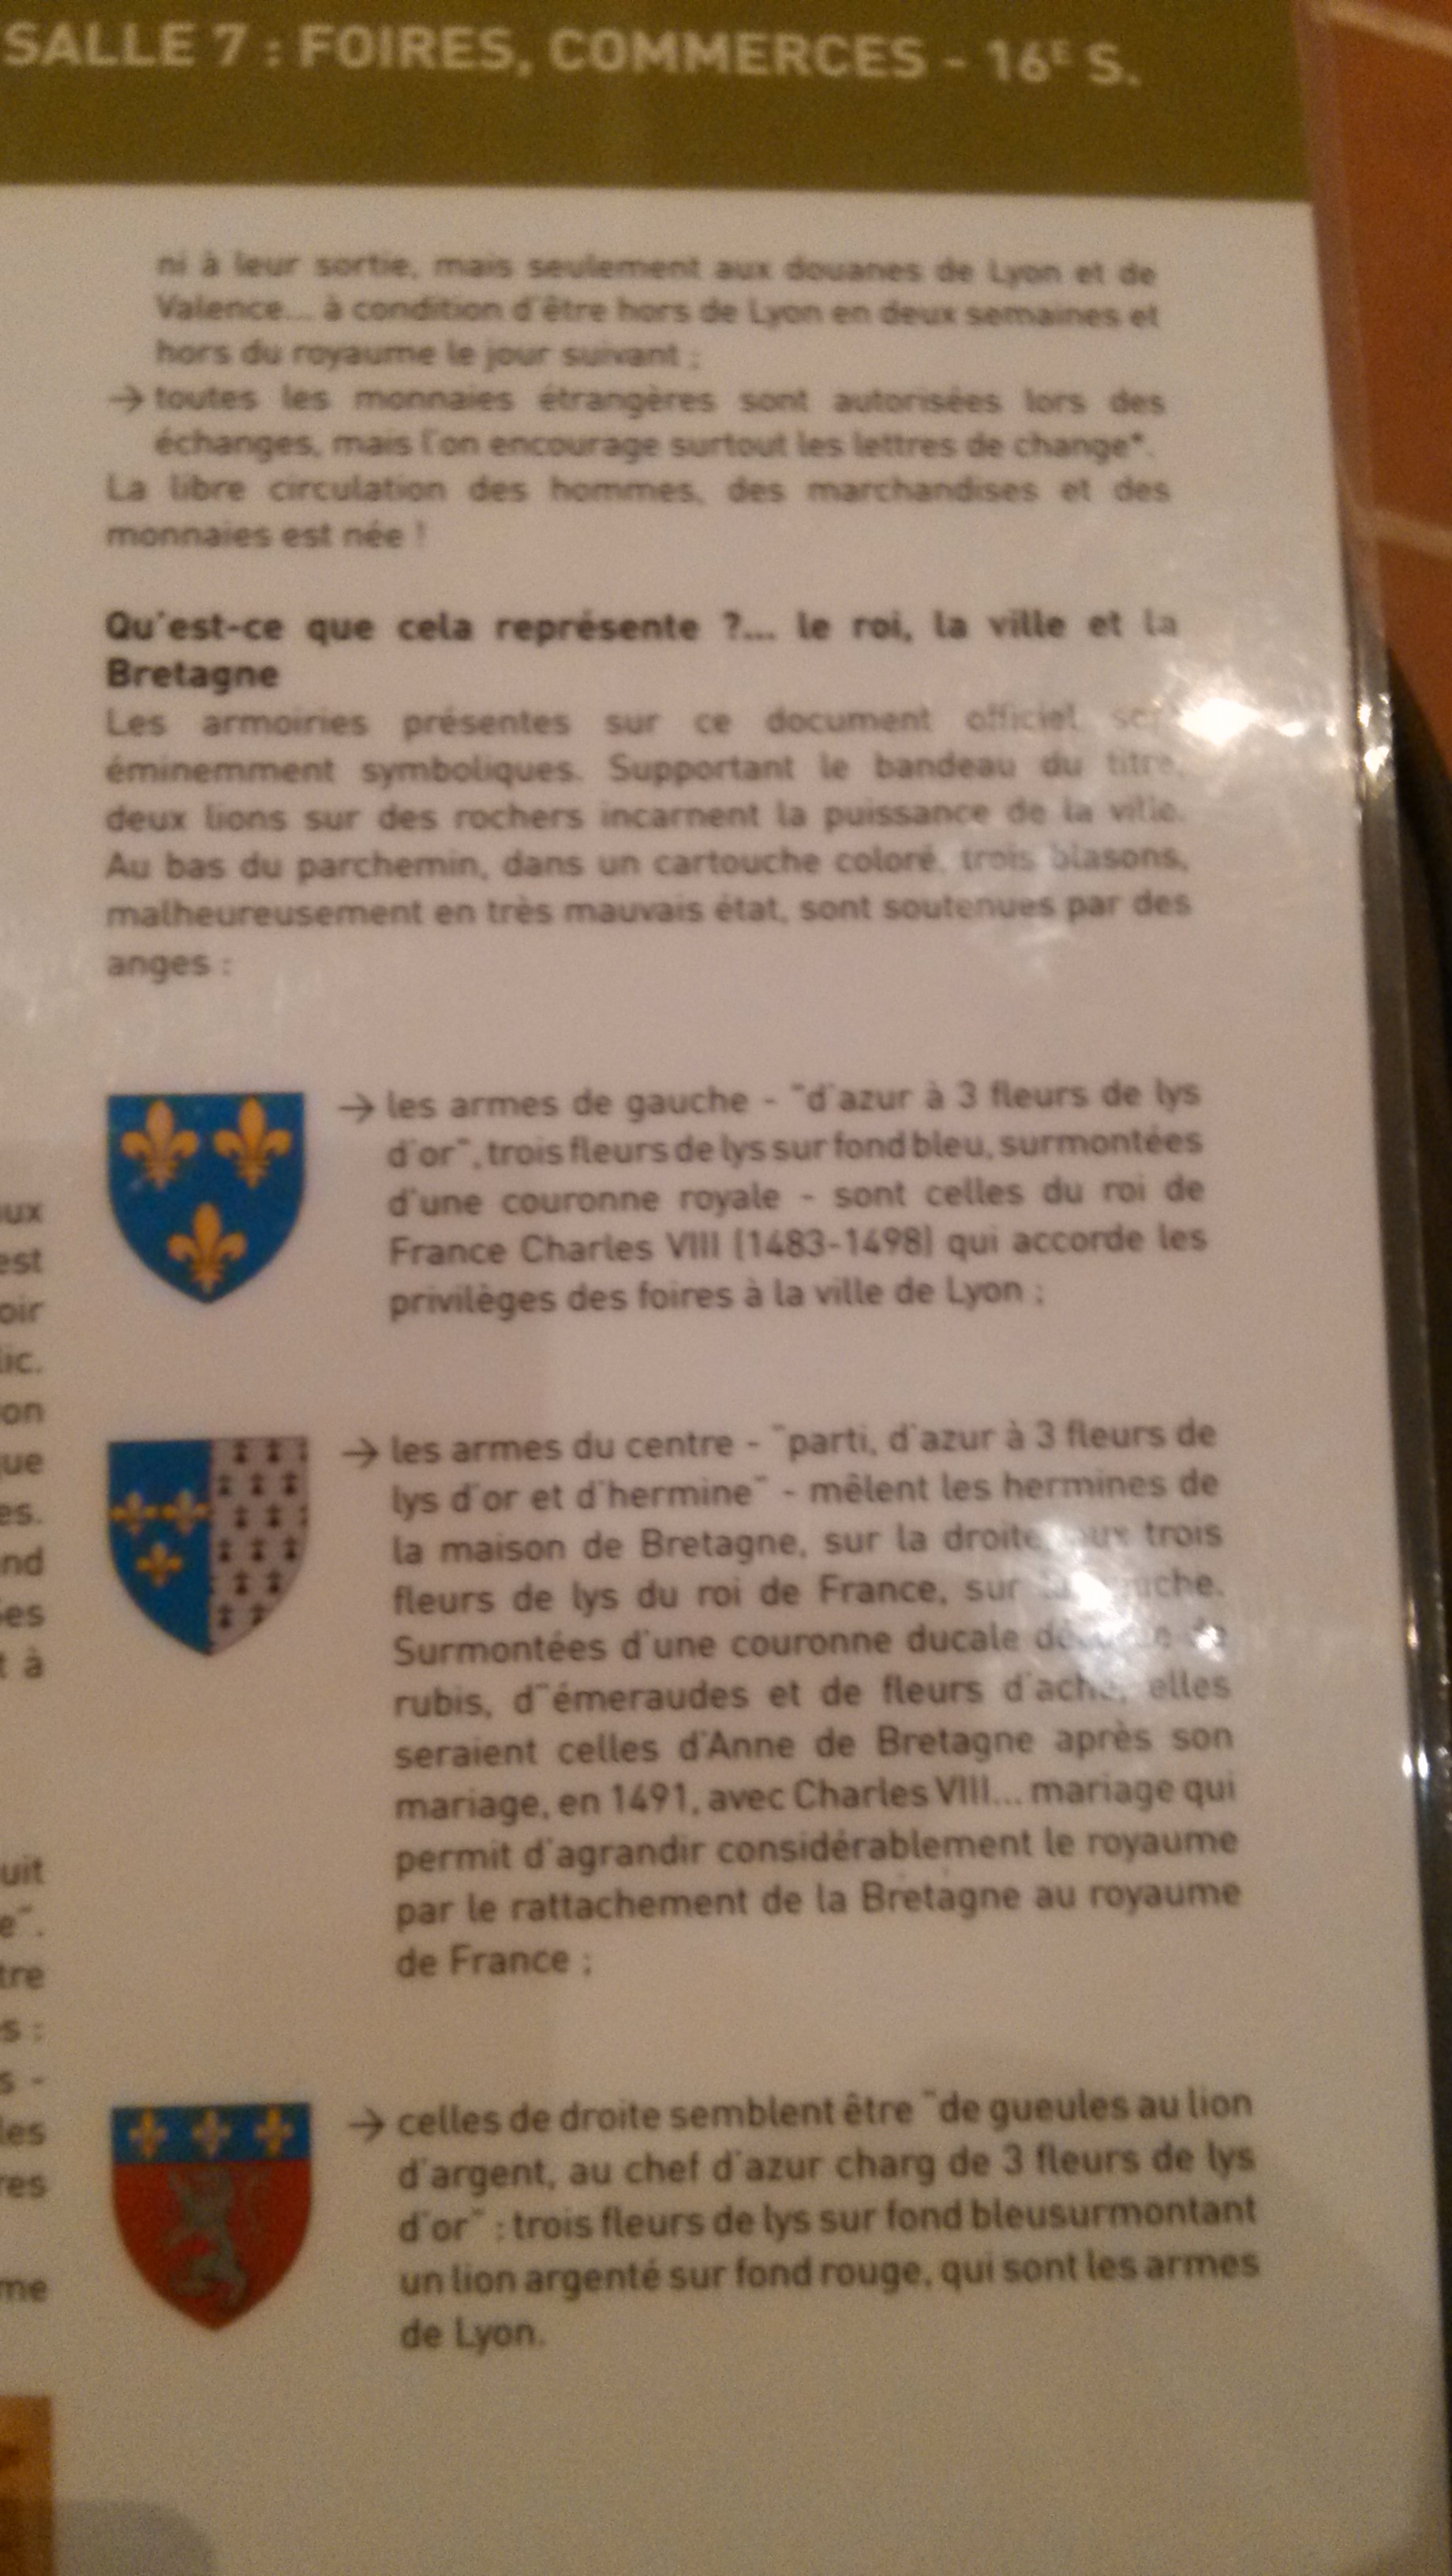 SALLE 7 : FOIRES, COMMERCES - 16E S.
ni à leur sortie, mais seulement aux douanes de Lyon et de
Valence... à condition d'être hors de Lyon en deux semaines et
hors du royaume le jour suivant ;
→ toutes les monnaies étrangères sont autorisées lors des
échanges, mais l'on encourage surtout les lettres de change*.
La libre circulation des hommes, des marchandises et des
monnaies est née !
Qu'est-ce que cela représente ?... le roi, la ville et la
Bretagne
Les armoiries présentes sur ce document officiel
éminemment symboliques. Supportant le bandeau du titre,
deux lions sur des rochers incarnent la puissance de la ville.
Au bas du parchemin, dans un cartouche coloré, trois blasons,
malheureusement en très mauvais état, sont soutenues par des
anges :
→ les armes de gauche - "d'azur à 3 fleurs de lys
d'or", trois fleurs de lys sur fond bleu, surmontées
d'une couronne royale - sont celles du roi de
France Charles VIII (1483-1498) qui accorde les
privilèges des foires à la ville de Lyon ;
→ les armes du centre - "parti, d'azur à 3 fleurs de
lys d'or et d'hermine" - mêlent les hermines de
la maison de Bretagne, sur la droite, aux trois
fleurs de lys du roi de France, sur
Surmontées d'une couronne ducale de
rubis, d"émeraudes et de fleurs d'ache, elles
seraient celles d'Anne de Bretagne après son
mariage, en 1491, avec Charles VIII... mariage qui
permit d'agrandir considérablement le royaume
par le rattachement de la Bretagne au royaume
de France ;
→ celles de droite semblent être "de gueules au lion
d'argent, au chef d'azur charg de 3 fleurs de lys
d'or" : trois fleurs de lys sur fond bleusurmontant
un lion argenté sur fond rouge, qui sont les armes
de Lyon.
ux
est
oir
lic.
on
ue
es.
nd
es
t à
uit
e".
tre
s :
s -
les
res
me